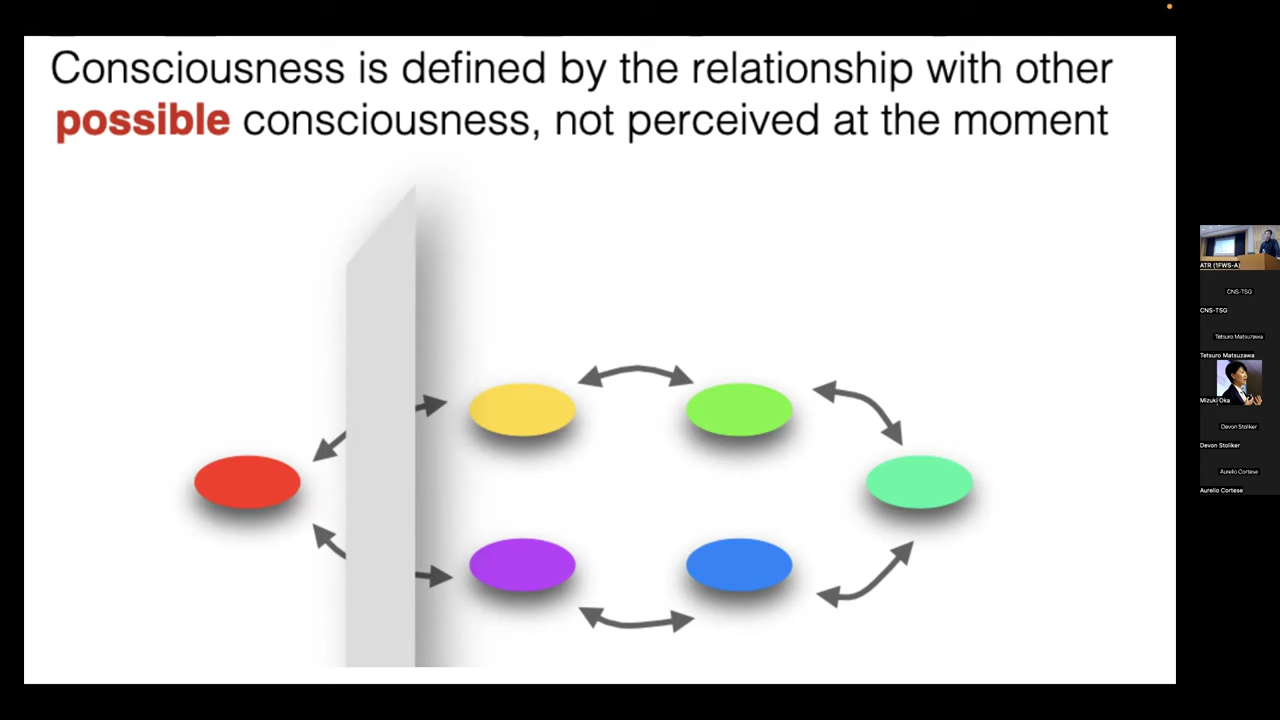 Consciousness is defined by the relationship with other
possible consciousness, not perceived at the moment
ATR (1FWS-A)
CNS-TSG
CNS-TSG
Tetsuro Matsuzawa
Tetsuro Matsuzawa
Mizuki Oka
Devon Stoliker
Devon Stoliker
Aurelio Cortese
Aurelio Cortese